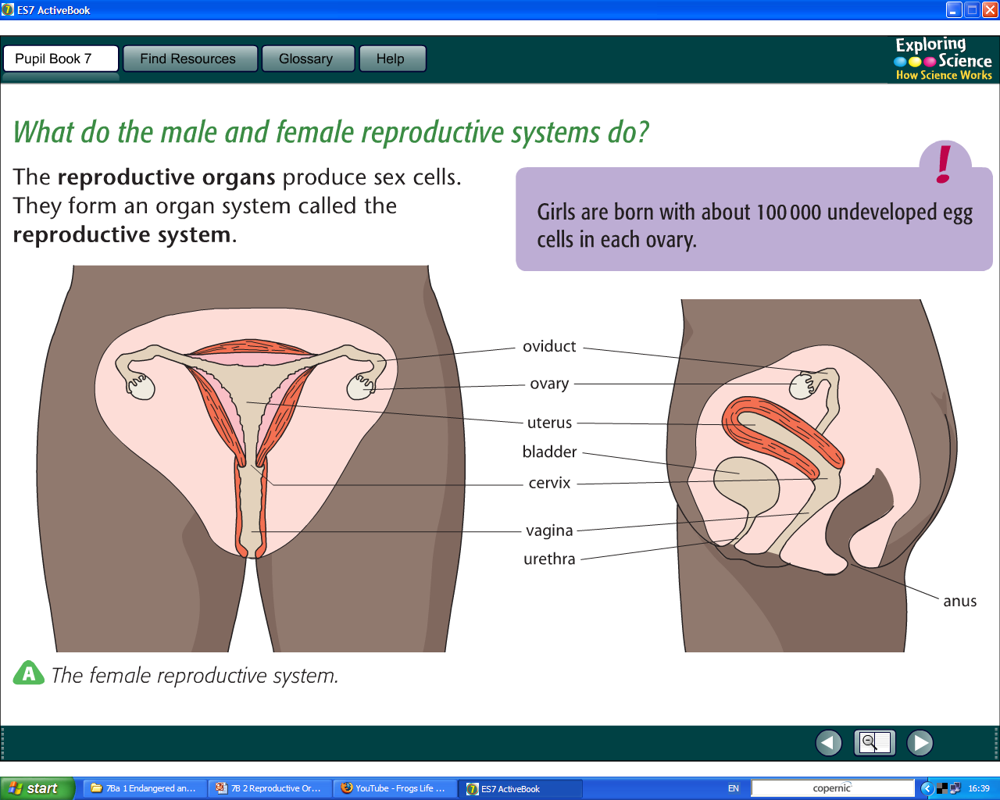 ES7 ActiveBook
Pupil Book 7
Find Resources
Glossary
Help
Exploring
Science
How Science Works
What do the male and female reproductive systems do?
The reproductive organs produce sex cells.
They form an organ system called the
reproductive system.
!
Girls are born with about 100 000 undeveloped egg
cells in each ovary.
oviduct
ovary
uterus
bladder
cervix
vagina
urethra
anus
A The female reproductive system.
start
7Ba 1 Endangered an...
7B 2 Reproductive Or...
YouTube - Frogs Life ...
ES7 ActiveBook
EN
copernic
16:39